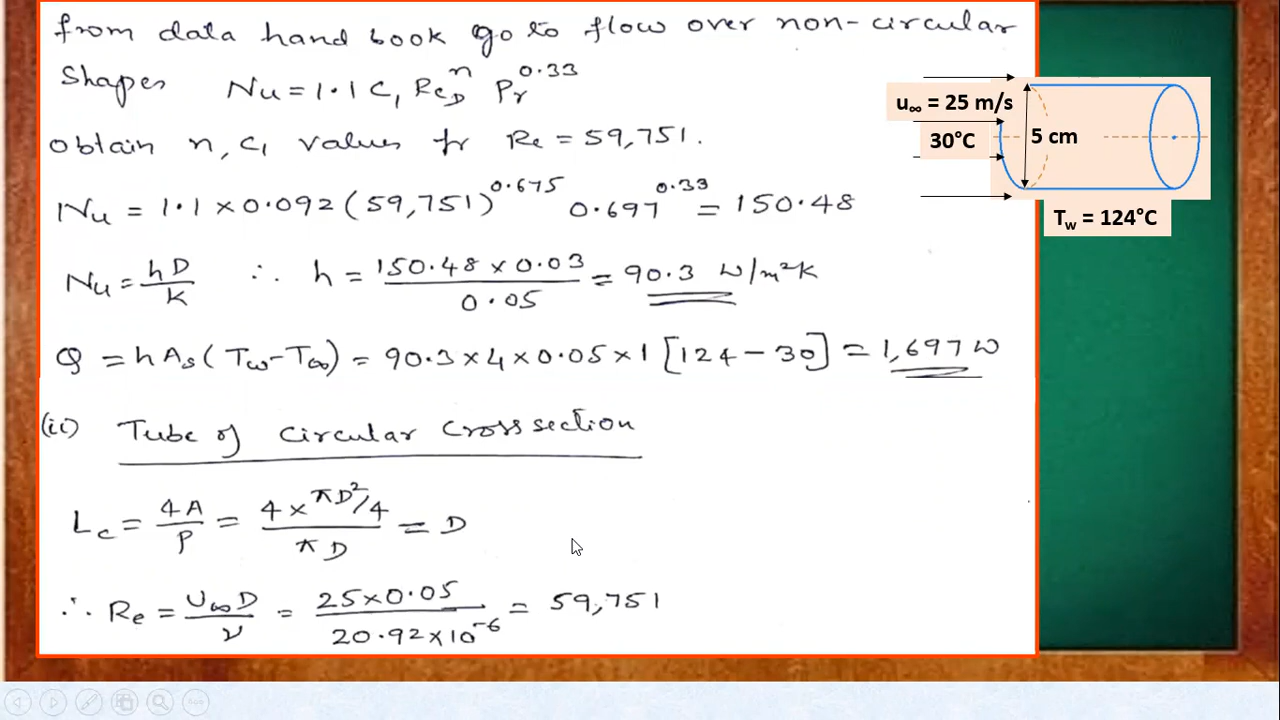 from data hand book go to flow over non-circular
shapes Nu = 1.1 C₁ Re_D^n Pr^0.33
obtain n, C₁ values fr Re = 59,751.
Nu = 1.1 × 0.092 (59,751)^0.675 0.697^0.33 = 150.48
Nu = hD/k ∴ h = 150.48 × 0.03 / 0.05 = 90.3 W/m²K
Q = hAs (Tw - T∞) = 90.3 × 4 × 0.05 × 1 [124 - 30] = 1,697 W
(ii) Tube of Circular Cross section
Lc = 4A/P = 4 × πD²/4 / πD = D
∴ Re = U∞D/ν = 25 × 0.05 / 20.92 × 10^-6 = 59,751
u∞ = 25 m/s
30°C
5 cm
Tw = 124°C